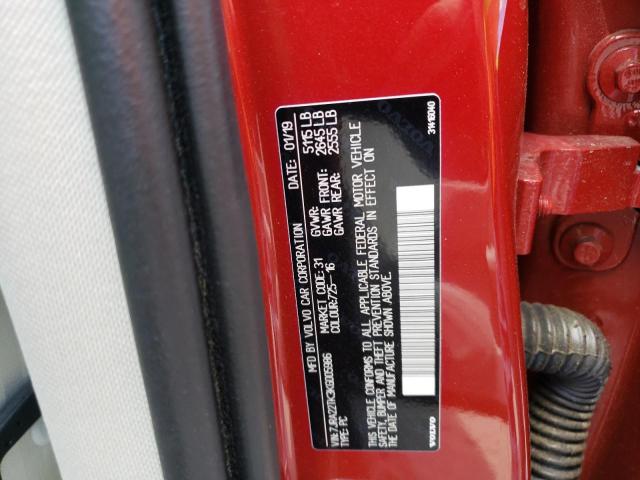 MFD BY VOLVO CAR CORPORATION DATE: 01/19
GVWR: 5115 LB
MARKET CODE: 31 GAWR FRONT: 2645 LB
COLOUR:725-16 GAWR REAR: 2555 LB
VIN: 7JRA22TK3KG005986
TYPE: PC
THIS VEHICLE CONFORMS TO ALL APPLICABLE FEDERAL MOTOR VEHICLE
SAFETY, BUMPER AND THEFT PREVENTION STANDARDS IN EFFECT ON
THE DATE OF MANUFACTURE SHOWN ABOVE.
VOLVO 31416040